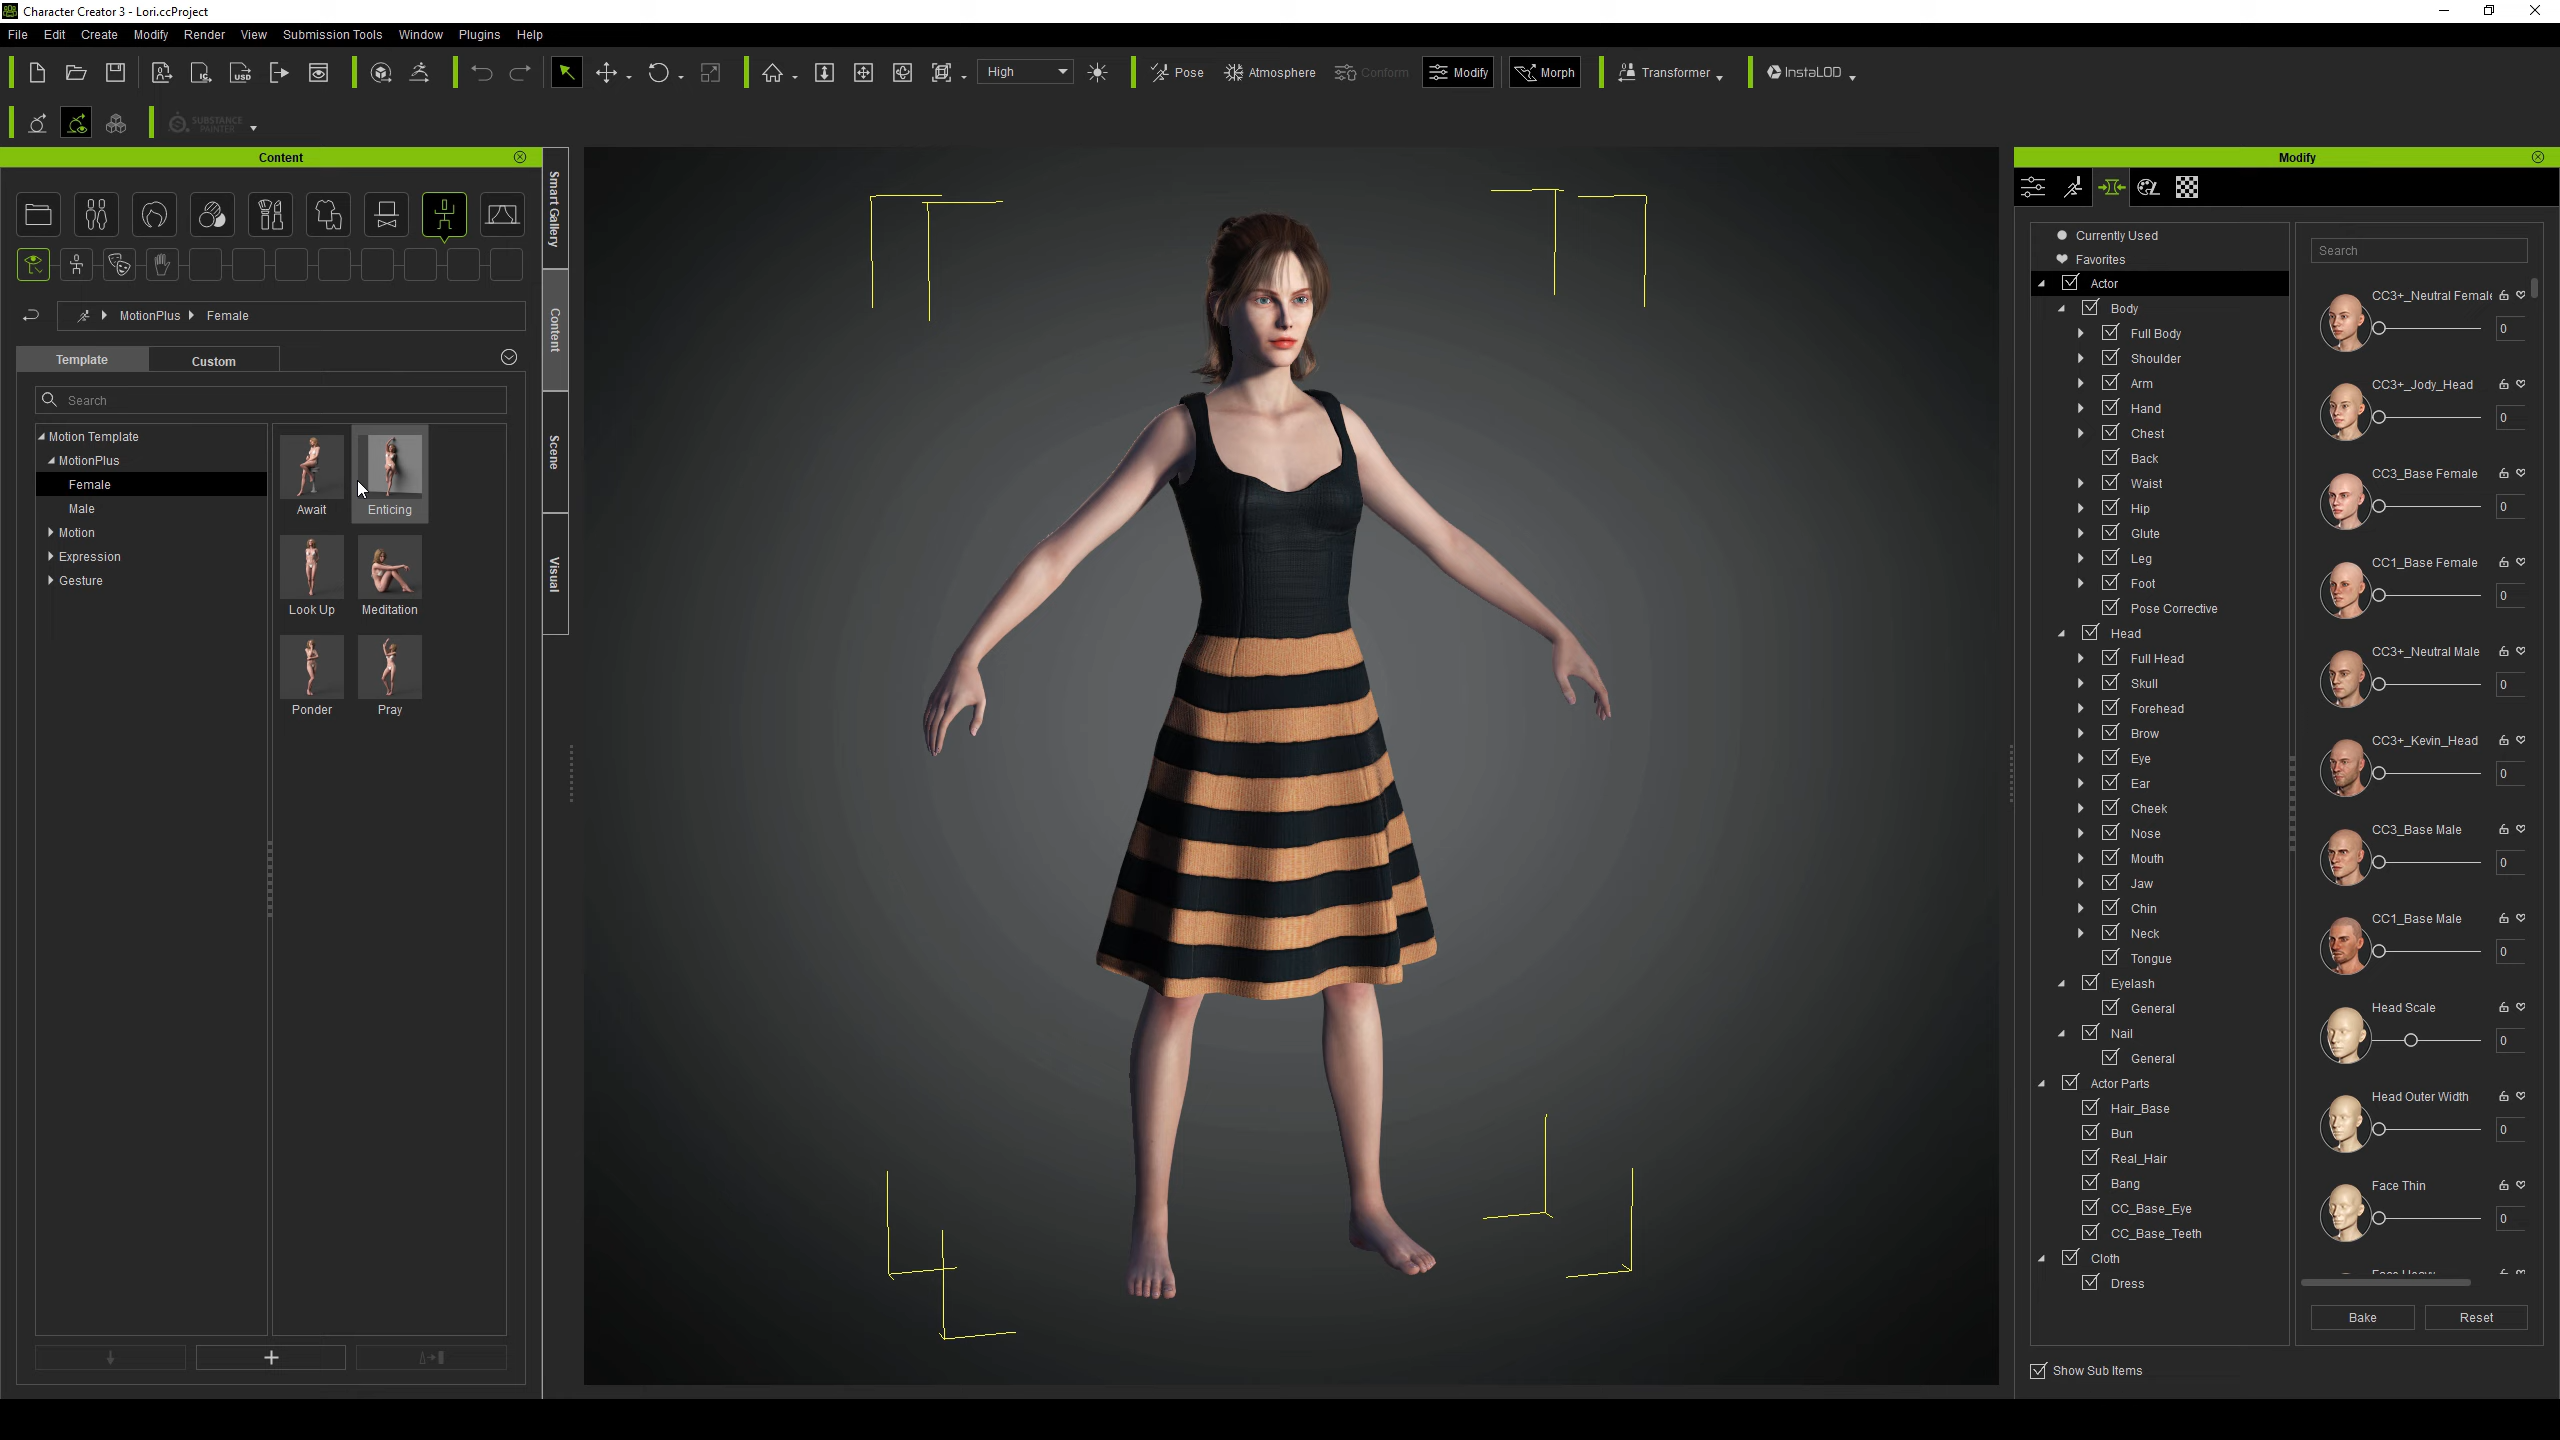 Character Creator 3 - Lori.ccProject
File Edit Create Modify Render View Submission Tools Window Plugins Help
High Pose Atmosphere Conform Modify Morph Transformer InstaLOD
SUBSTANCE PAINTER
Content
Smart Gallery
Content
Scene
Visual
MotionPlus Female
Template Custom
Search
Motion Template
MotionPlus
Female
Male
Motion
Expression
Gesture
Await Enticing
Look Up Meditation
Ponder Pray
Modify
Currently Used
Favorites
Actor
Body
Full Body
Shoulder
Arm
Hand
Chest
Back
Waist
Hip
Glute
Leg
Foot
Pose Corrective
Head
Full Head
Skull
Forehead
Brow
Eye
Ear
Cheek
Nose
Mouth
Jaw
Chin
Neck
Tongue
Eyelash
General
Nail
General
Actor Parts
Hair_Base
Bun
Real_Hair
Bang
CC_Base_Eye
CC_Base_Teeth
Cloth
Dress
Show Sub Items
Search
CC3+_Neutral Female
0
CC3+_Jody_Head
0
CC3_Base Female
0
CC1_Base Female
0
CC3+_Neutral Male
0
CC3+_Kevin_Head
0
CC3_Base Male
0
CC1_Base Male
0
Head Scale
0
Head Outer Width
0
Face Thin
0
Bake Reset